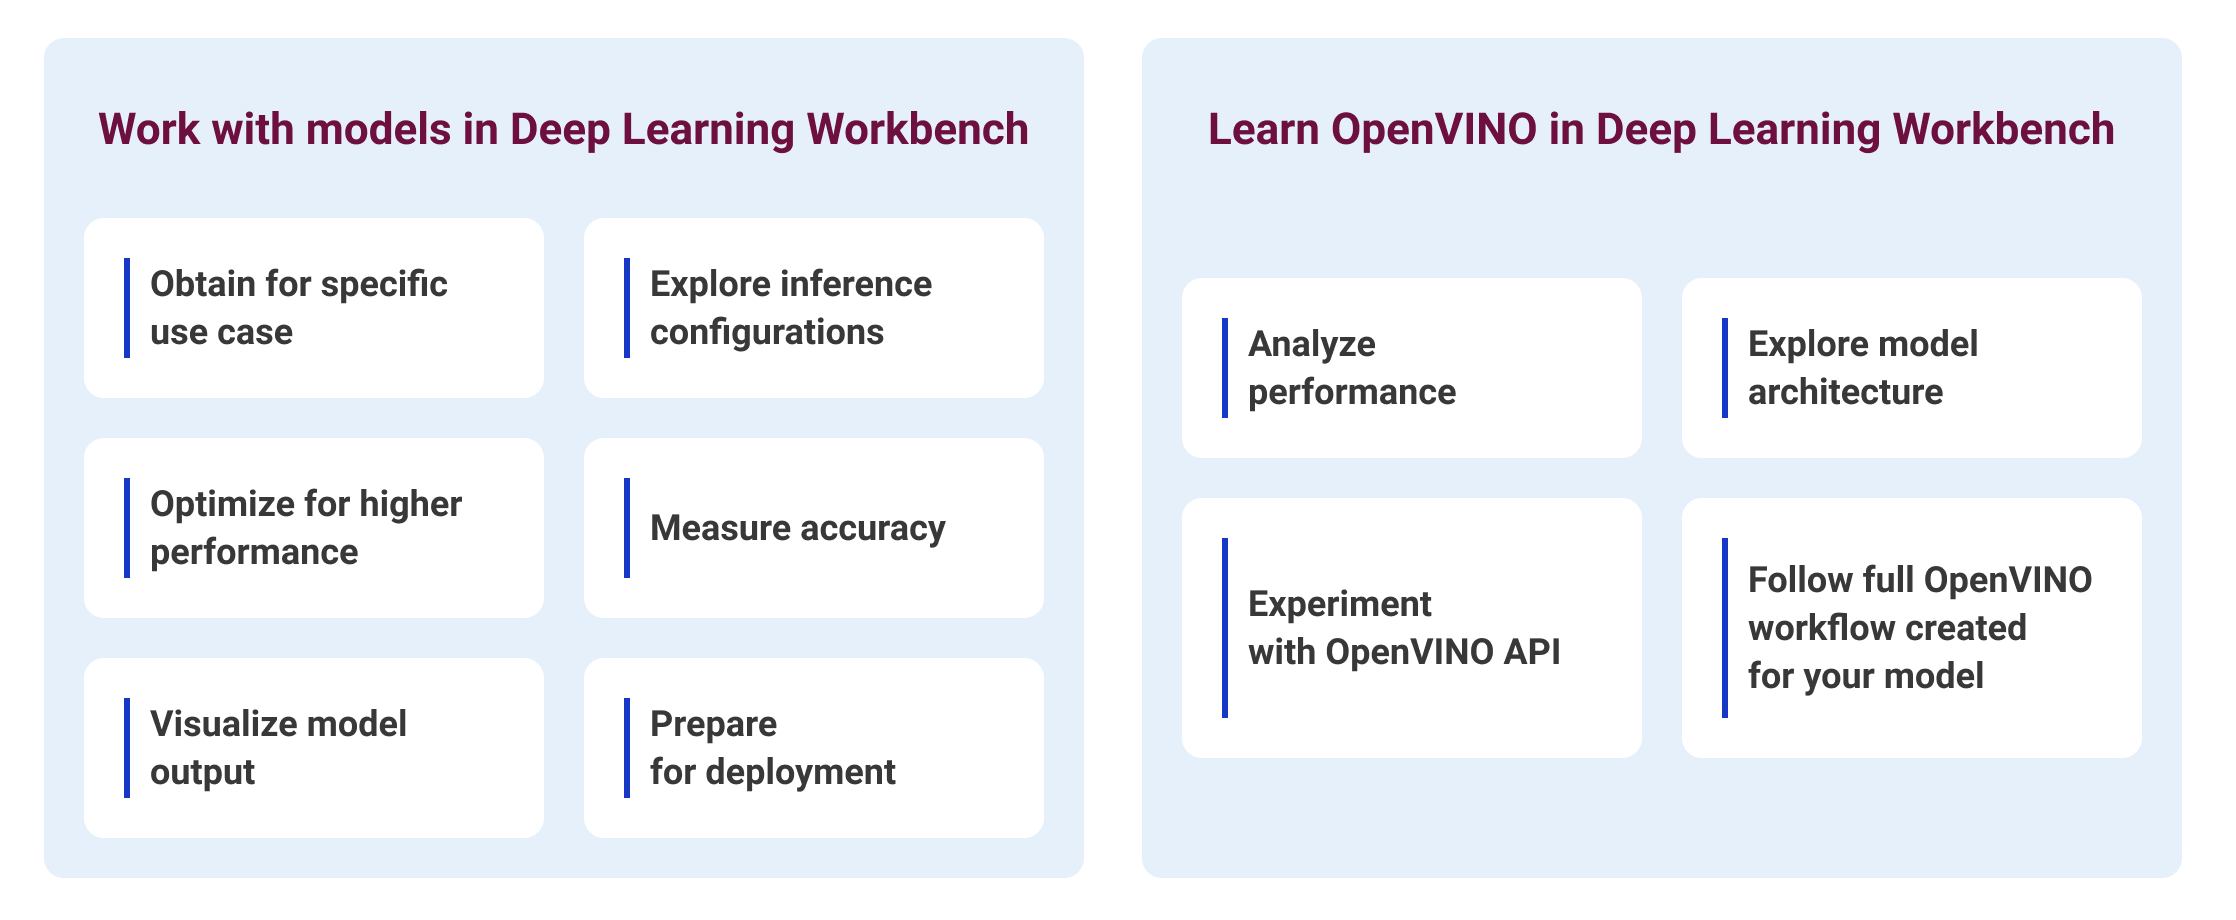 Work with models in Deep Learning Workbench
Obtain for specific
use case
Explore inference
configurations
Optimize for higher
performance
Measure accuracy
Visualize model
output
Prepare
for deployment
Learn OpenVINO in Deep Learning Workbench
Analyze
performance
Explore model
architecture
Experiment
with OpenVINO API
Follow full OpenVINO
workflow created
for your model